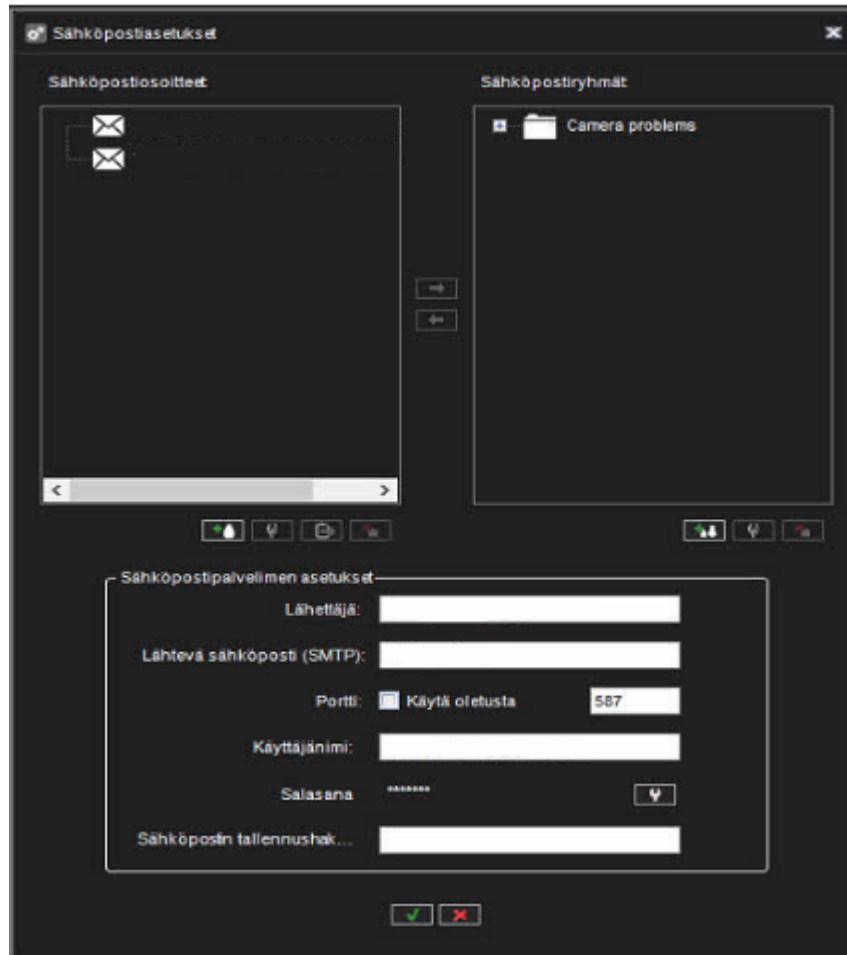 Sähköpostiasetukset
Sähköpostiosoitteet
Sähköpostiryhmät
Camera problems
Sähköpostipalvelimen asetukset
Lähettäjä:
Lähtevä sähköposti (SMTP):
Portti: Käytä oletusta 587
Käyttäjänimi:
Salasana *******
Sähköpostin tallennushak...